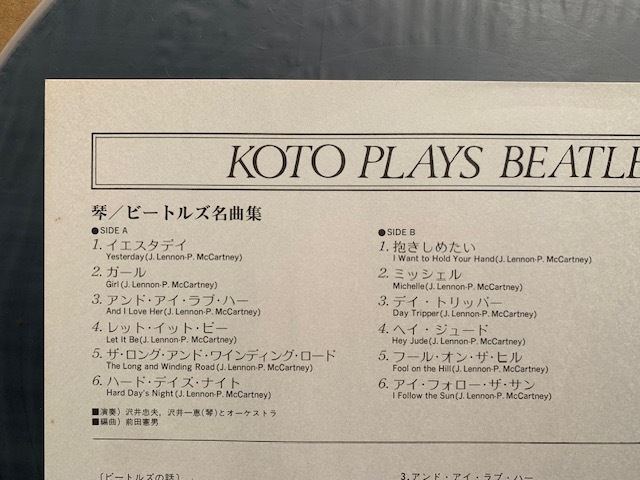 KOTO PLAYS BEATLE
琴/ビートルズ名曲集
●SIDE A
1. イエスタデイ
Yesterday(J. Lennon-P. McCartney)
2. ガール
Girl(J. Lennon-P. McCartney)
3. アンド・アイ・ラブ・ハー
And I Love Her(J. Lennon-P. McCartney)
4. レット・イット・ビー
Let It Be(J. Lennon-P. McCartney)
5. ザ・ロング・アンド・ワインディング・ロード
The Long and Winding Road(J. Lennon-P. McCartney)
6. ハード・デイズ・ナイト
Hard Day's Night(J. Lennon-P. McCartney)
●SIDE B
1. 抱きしめたい
I Want to Hold Your Hand(J. Lennon-P. McCartney)
2. ミッシェル
Michelle(J. Lennon-P. McCartney)
3. デイ・トリッパー
Day Tripper(J. Lennon-P. McCartney)
4. ヘイ・ジュード
Hey Jude(J. Lennon-P. McCartney)
5. フール・オン・ザ・ヒル
Fool on the Hill(J. Lennon-P. McCartney)
6. アイ・フォロー・ザ・サン
I Follow the Sun(J. Lennon-P. McCartney)
■演奏)沢井忠夫,沢井一恵(琴)とオーケストラ
■編曲)前田憲男
〔ビートルズの話〕
3.アンド・アイ・ラブ・ハー